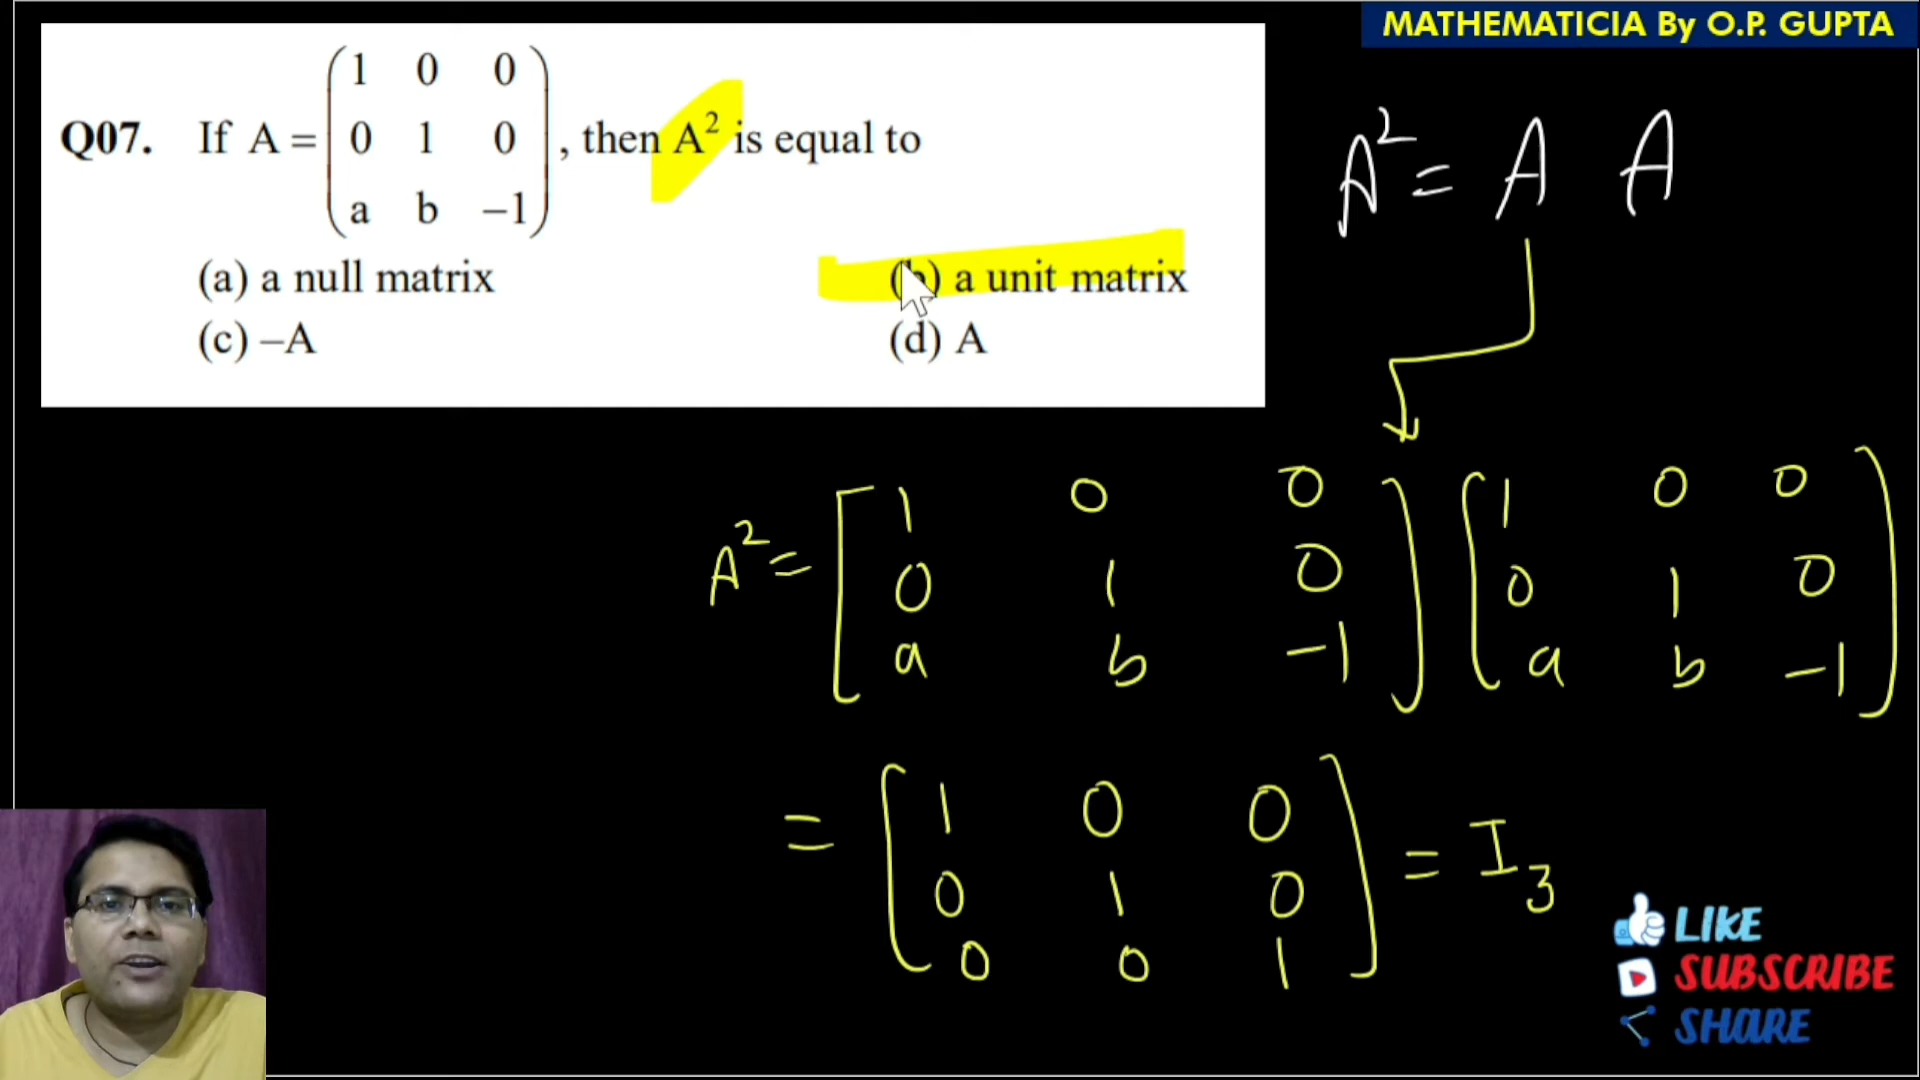 MATHEMATICIA By O.P. GUPTA
Q07. If A = ( 1 0 0
0 1 0
a b −1 ) , then A² is equal to
(a) a null matrix (b) a unit matrix
(c) –A (d) A
A² = A A
A² = [ 1 0 0 ] [ 1 0 0 ]
0 1 0 0 1 0
a b −1 a b −1
= [ 1 0 0 ] = I₃
0 1 0
0 0 1
LIKE
SUBSCRIBE
SHARE